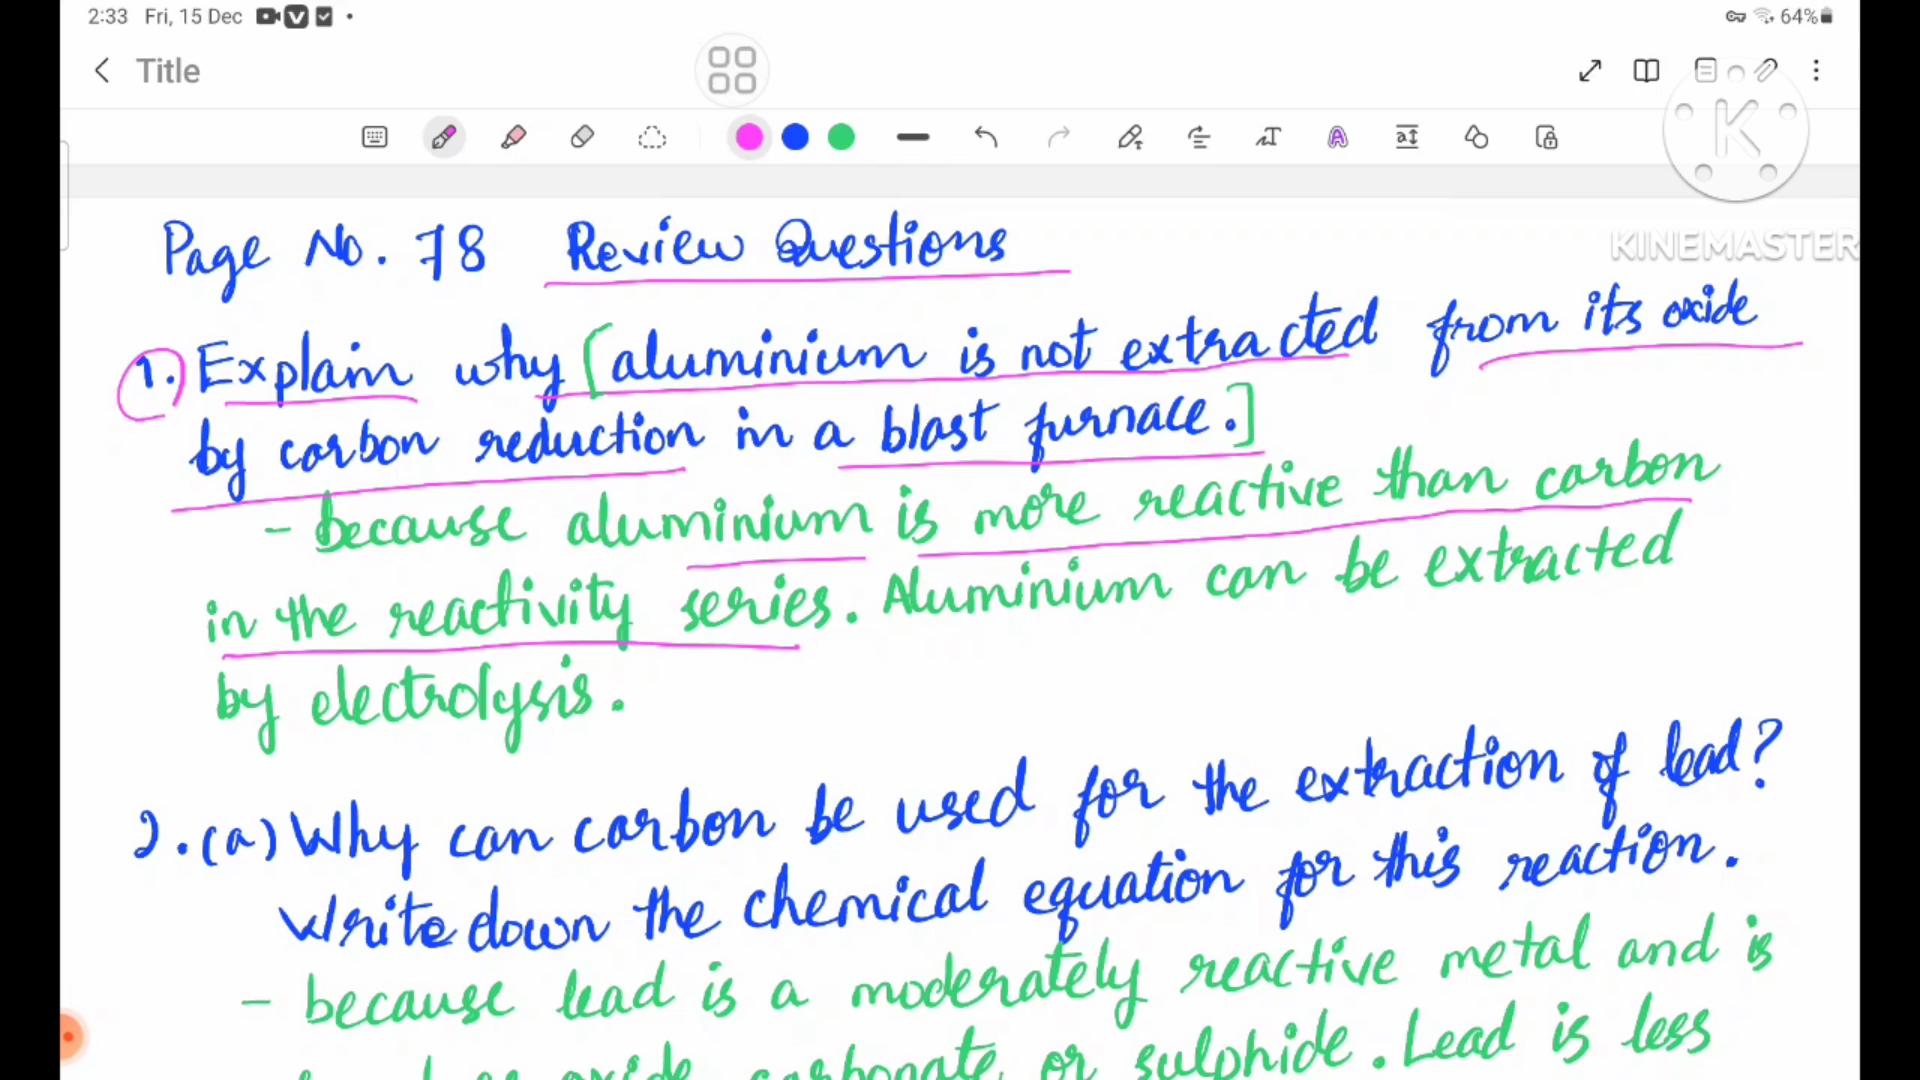 2:33 Fri, 15 Dec
64%
Title
KINEMASTER
Page No. 78 Review Questions
1. Explain why [aluminium is not extracted from its oxide
by carbon reduction in a blast furnace.]
- because aluminium is more reactive than carbon
in the reactivity series. Aluminium can be extracted
by electrolysis.
2. (a) Why can carbon be used for the extraction of lead?
Write down the chemical equation for this reaction.
- because lead is a moderately reactive metal and is
oxide, carbonate or sulphide. Lead is less